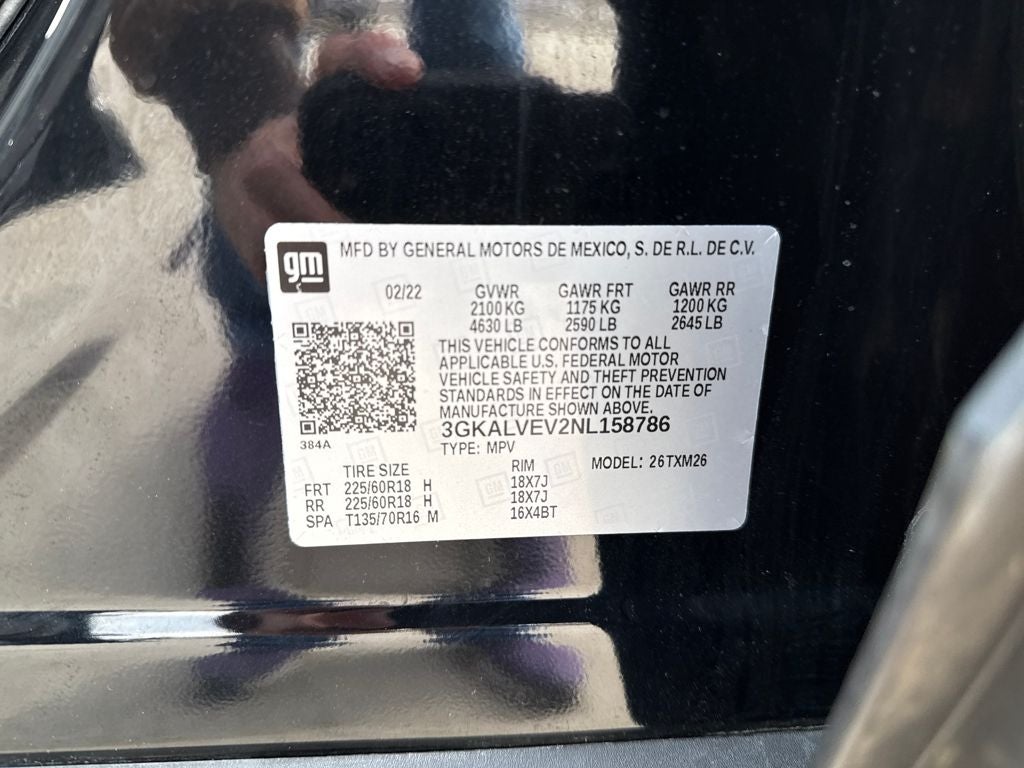 gm
MFD BY GENERAL MOTORS DE MEXICO, S. DE R.L. DE C.V.
02/22 GVWR GAWR FRT GAWR RR
2100 KG 1175 KG 1200 KG
4630 LB 2590 LB 2645 LB
THIS VEHICLE CONFORMS TO ALL
APPLICABLE U.S. FEDERAL MOTOR
VEHICLE SAFETY AND THEFT PREVENTION
STANDARDS IN EFFECT ON THE DATE OF
MANUFACTURE SHOWN ABOVE.
3GKALVEV2NL158786
384A
TYPE: MPV
MODEL: 26TXM26
TIRE SIZE RIM
FRT 225/60R18 H 18X7J
RR 225/60R18 H 18X7J
SPA T135/70R16 M 16X4BT